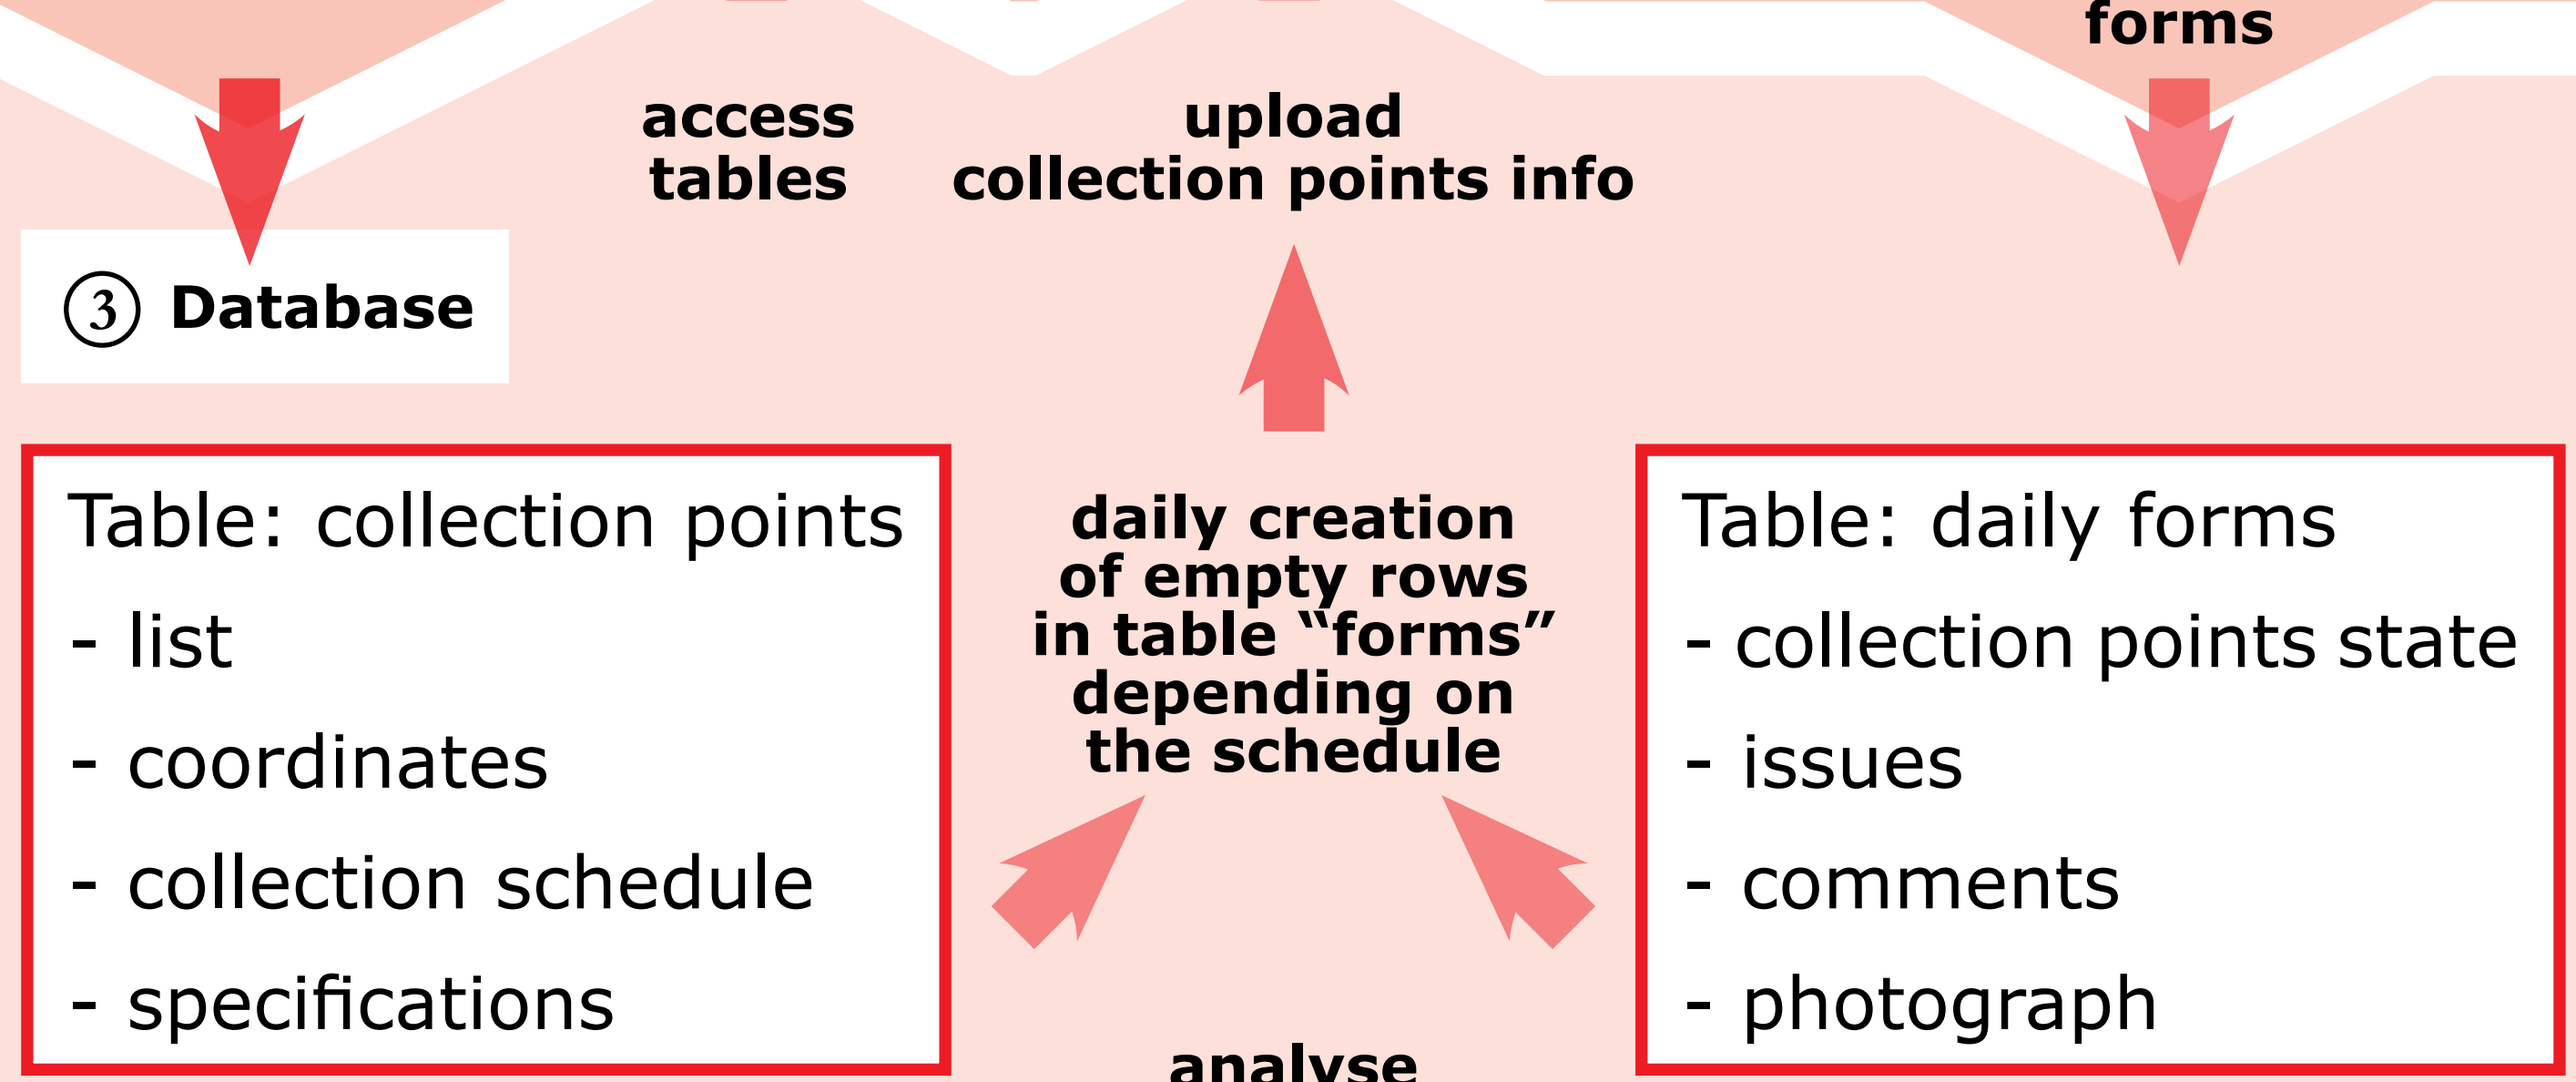 forms
access
tables
upload
collection points info
③ Database
Table: collection points
- list
- coordinates
- collection schedule
- specifications
daily creation
of empty rows
in table “forms”
depending on
the schedule
Table: daily forms
- collection points state
- issues
- comments
- photograph
analyse